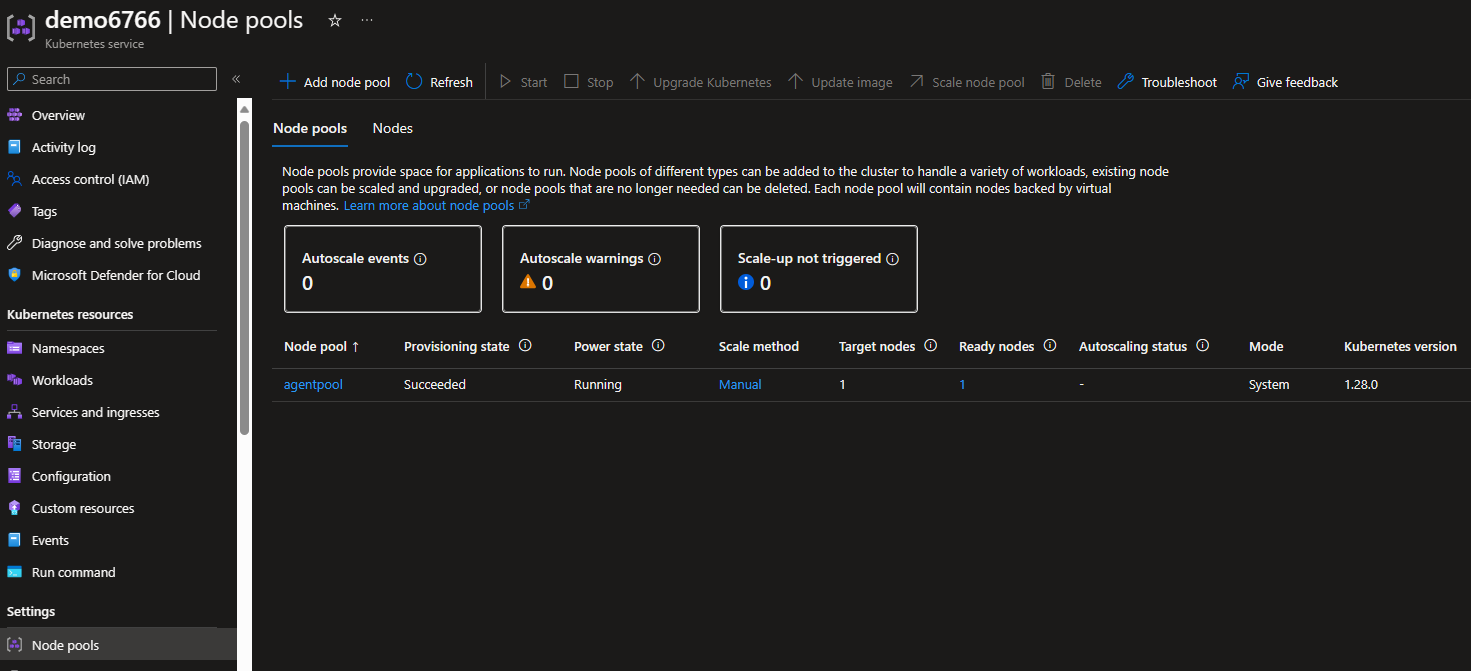 demo6766 | Node pools
Kubernetes service
Search
Overview
Activity log
Access control (IAM)
Tags
Diagnose and solve problems
Microsoft Defender for Cloud
Kubernetes resources
Namespaces
Workloads
Services and ingresses
Storage
Configuration
Custom resources
Events
Run command
Settings
Node pools
Add node pool Refresh Start Stop Upgrade Kubernetes Update image Scale node pool Delete Troubleshoot Give feedback
Node pools Nodes
Node pools provide space for applications to run. Node pools of different types can be added to the cluster to handle a variety of workloads, existing node
pools can be scaled and upgraded, or node pools that are no longer needed can be deleted. Each node pool will contain nodes backed by virtual
machines. Learn more about node pools
Autoscale events
0
Autoscale warnings
0
Scale-up not triggered
0
Node pool ↑ Provisioning state Power state Scale method Target nodes Ready nodes Autoscaling status Mode Kubernetes version
agentpool Succeeded Running Manual 1 1 - System 1.28.0